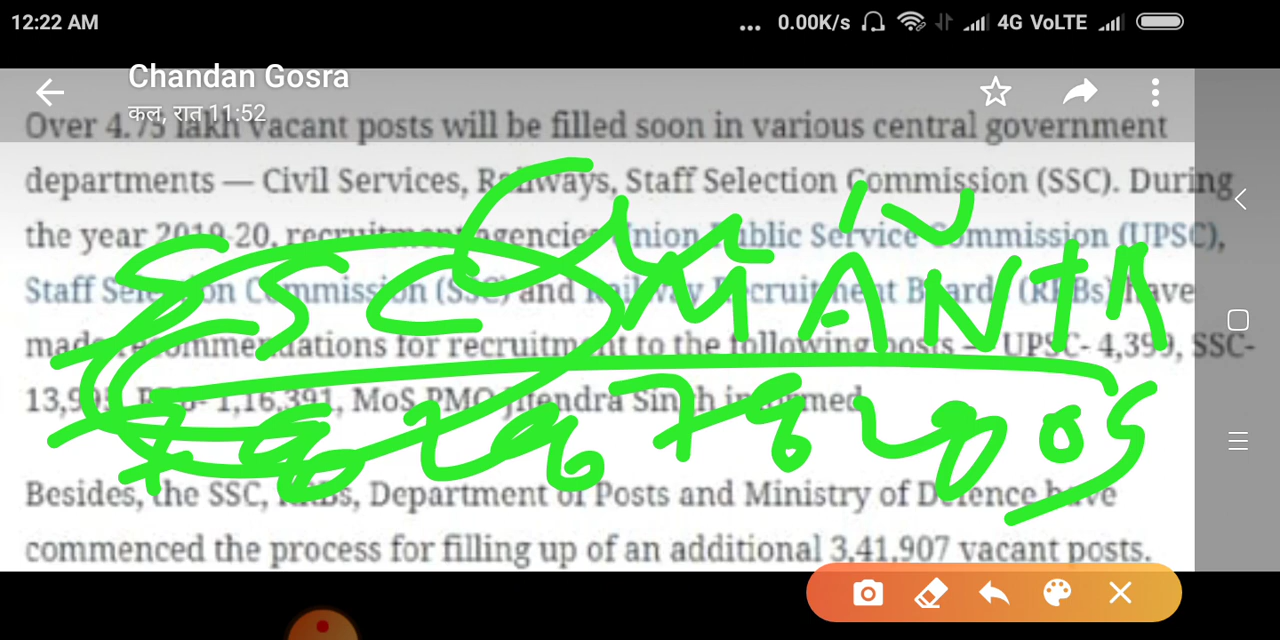 12:22 AM
... 0.00K/s 4G VoLTE
Chandan Gosra
कल, रात 11:52
Over 4.75 lakh vacant posts will be filled soon in various central government
departments — Civil Services, Railways, Staff Selection Commission (SSC). During
the year 2019-20, recruitment agencies Union Public Service Commission (UPSC),
Staff Selection Commission (SSC) and Railway Recruitment Boards (RRBs) have
made recommendations for recruitment to the following posts — UPSC- 4,399, SSC-
1,16,391, MoS PMO Jitendra Singh informed.
SSC
Besides, the SSC, RRBs, Department of Posts and Ministry of Defence have
commenced the process for filling up of an additional 3,41,907 vacant posts.